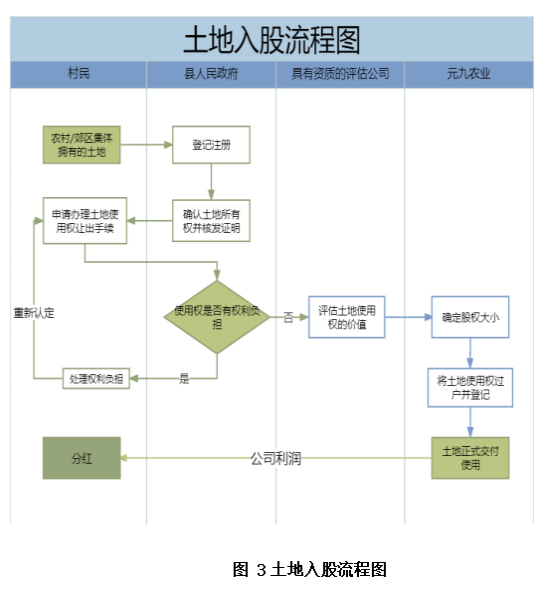 土地入股流程图
村民
县人民政府
具有资质的评估公司
元九农业
农村/郊区集体
拥有的土地
登记注册
申请办理土地使
用权让出手续
确认土地所有
权并核发证明
使用权是否有权利负
担
否
评估土地使用
权的价值
确定股权大小
重新认定
处理权利负担
是
将土地使用权过
户并登记
分红
公司利润
土地正式交付
使用
图 3土地入股流程图